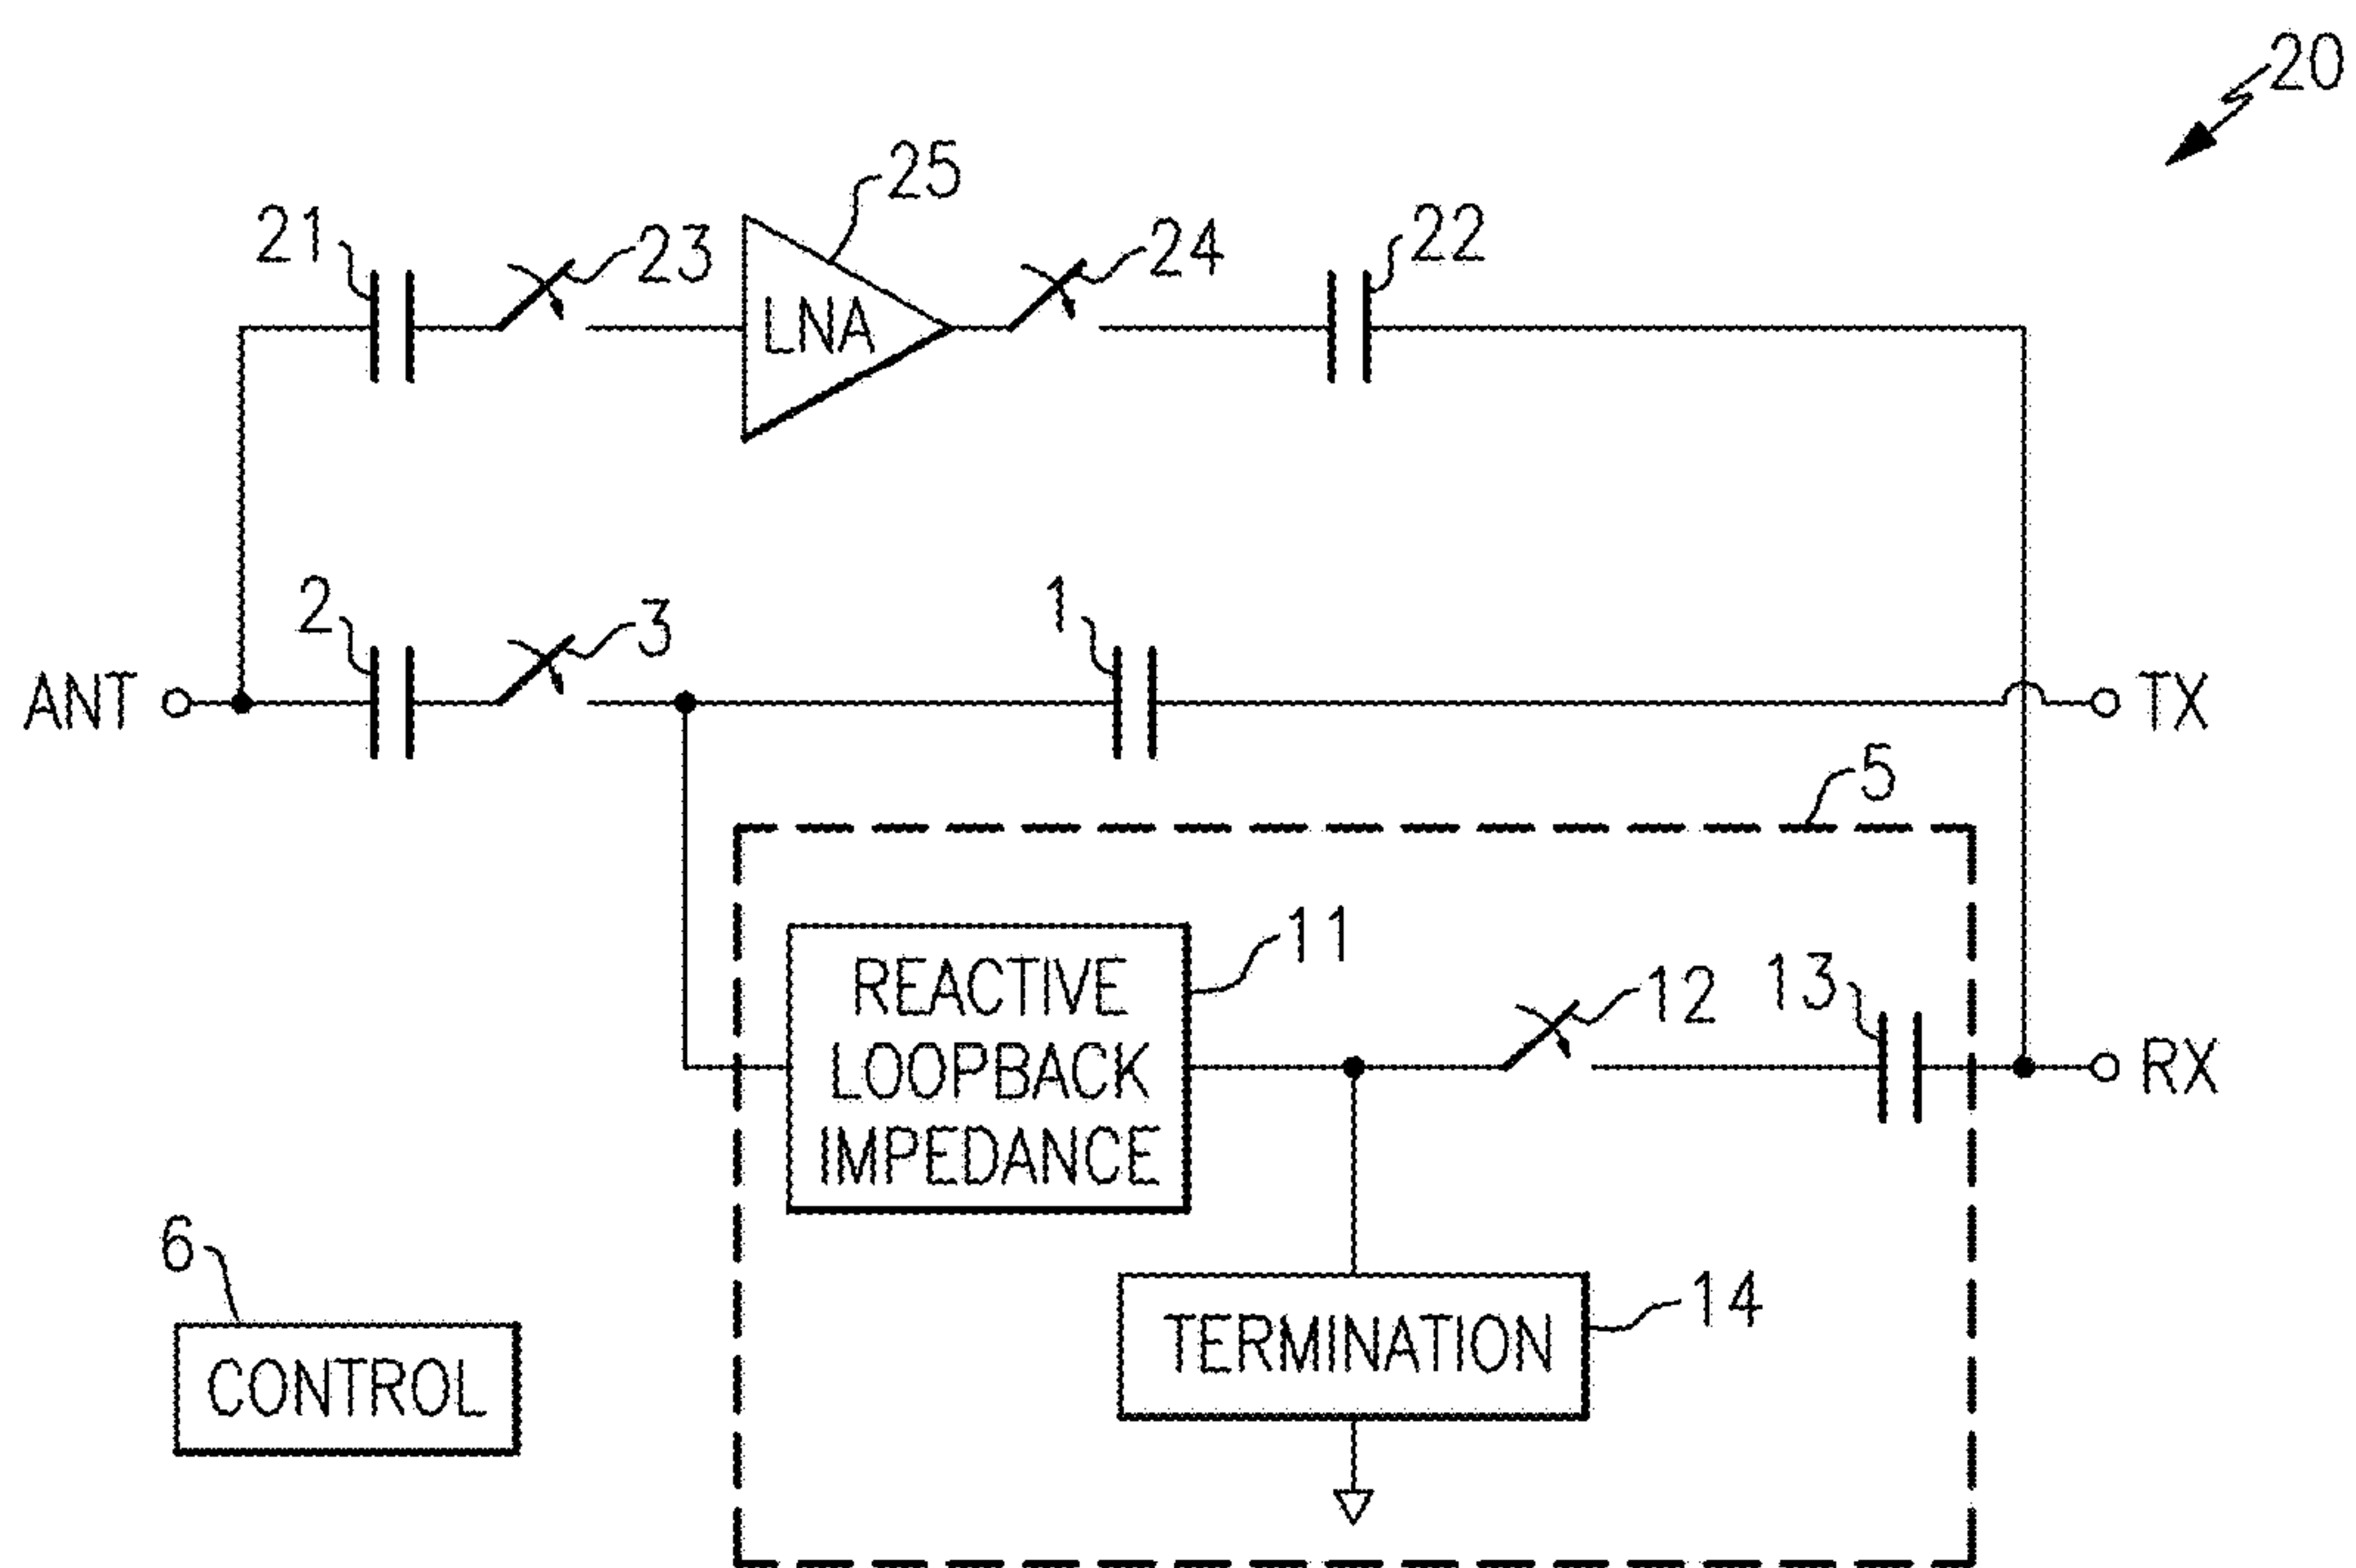 20
25
21
23
24
22
LNA
2
3
1
ANT
TX
5
11
REACTIVE
LOOPBACK
IMPEDANCE
12
13
RX
6
14
TERMINATION
CONTROL